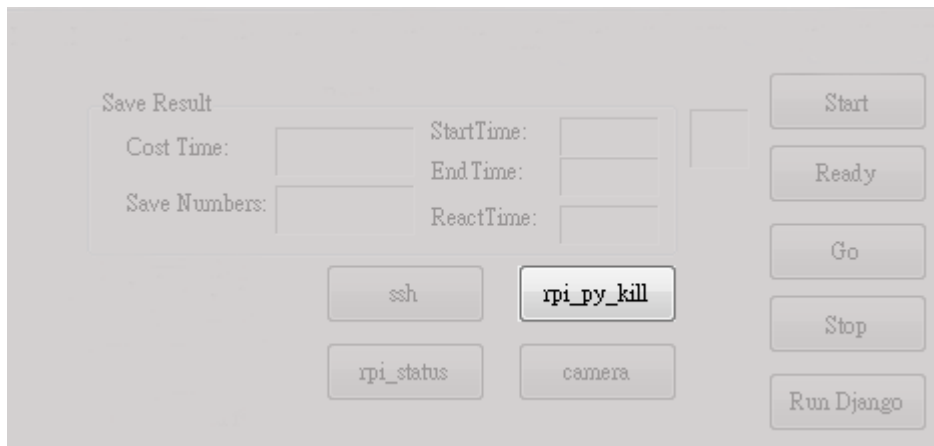 Save Result
Cost Time:
Save Numbers:
StartTime:
EndTime:
ReactTime:
Start
Ready
Go
Stop
Run Django
ssh
rpi_py_kill
rpi_status
camera